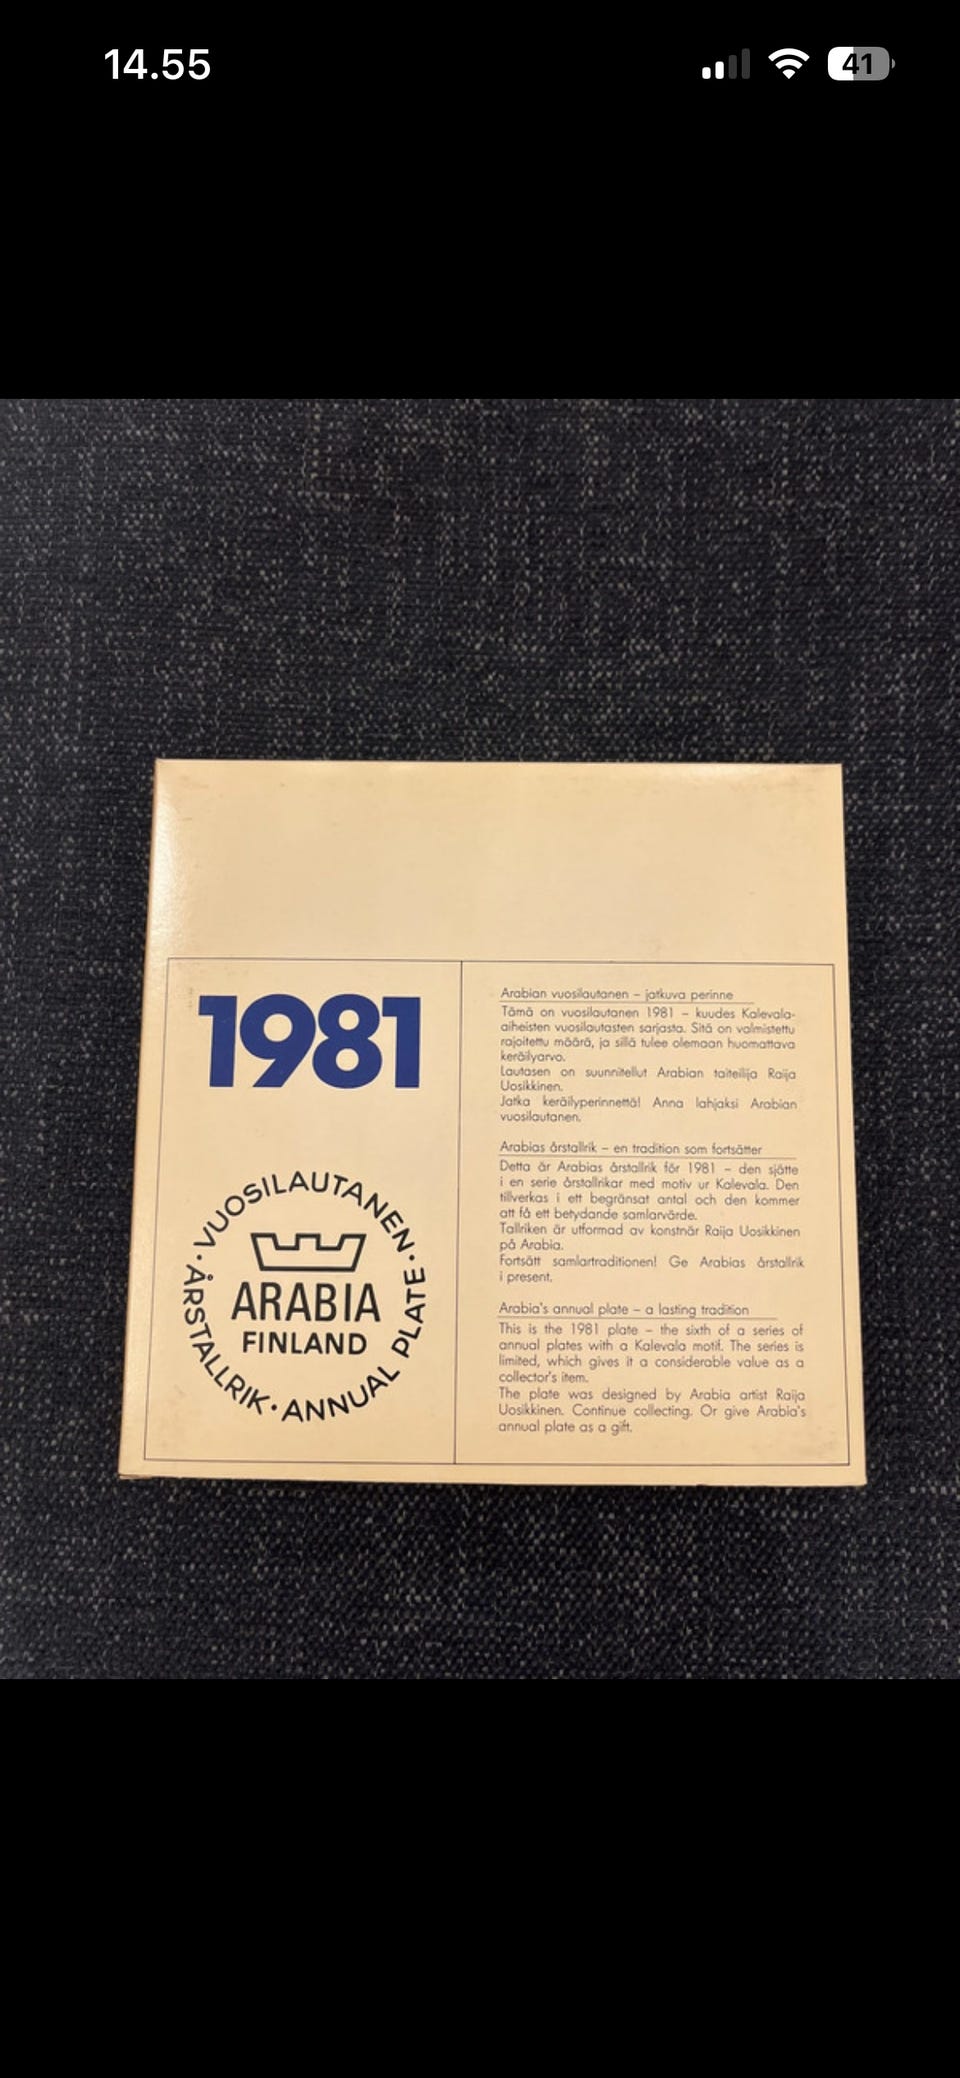 14.55
41
1981
VUOSILAUTANEN · ÅRSTALLRIK · ANNUAL PLATE ·
ARABIA
FINLAND
Arabian vuosilautanen – jatkuva perinne
Tämä on vuosilautanen 1981 – kuudes Kalevala-
aiheisten vuosilautasten sarjasta. Sitä on valmistettu
rajoitettu määrä, ja sillä tulee olemaan huomattava
keräilyarvo.
Lautasen on suunnitellut Arabian taiteilija Raija
Uosikkinen.
Jatka keräilyperinnettä! Anna lahjaksi Arabian
vuosilautanen.
Arabias årstallrik – en tradition som fortsätter
Detta är Arabias årstallrik för 1981 – den sjätte
i en serie årstallrikar med motiv ur Kalevala. Den
tillverkas i ett begränsat antal och den kommer
att få ett betydande samlarvärde.
Tallriken är utformad av konstnär Raija Uosikkinen
på Arabia.
Fortsätt samlartraditionen! Ge Arabias årstallrik
i present.
Arabia's annual plate – a lasting tradition
This is the 1981 plate – the sixth of a series of
annual plates with a Kalevala motif. The series is
limited, which gives it a considerable value as a
collector's item.
The plate was designed by Arabia artist Raija
Uosikkinen. Continue collecting. Or give Arabia's
annual plate as a gift.